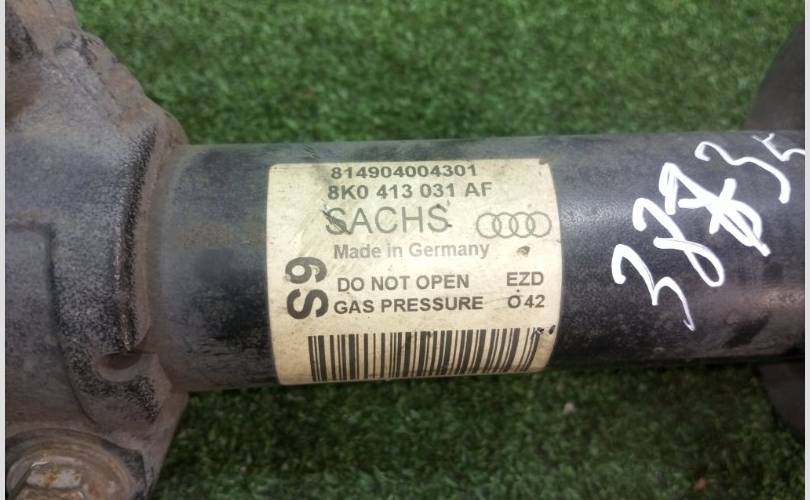 814904004301
8K0 413 031 AF
SACHS
Made in Germany
S9
DO NOT OPEN EZD
GAS PRESSURE 042